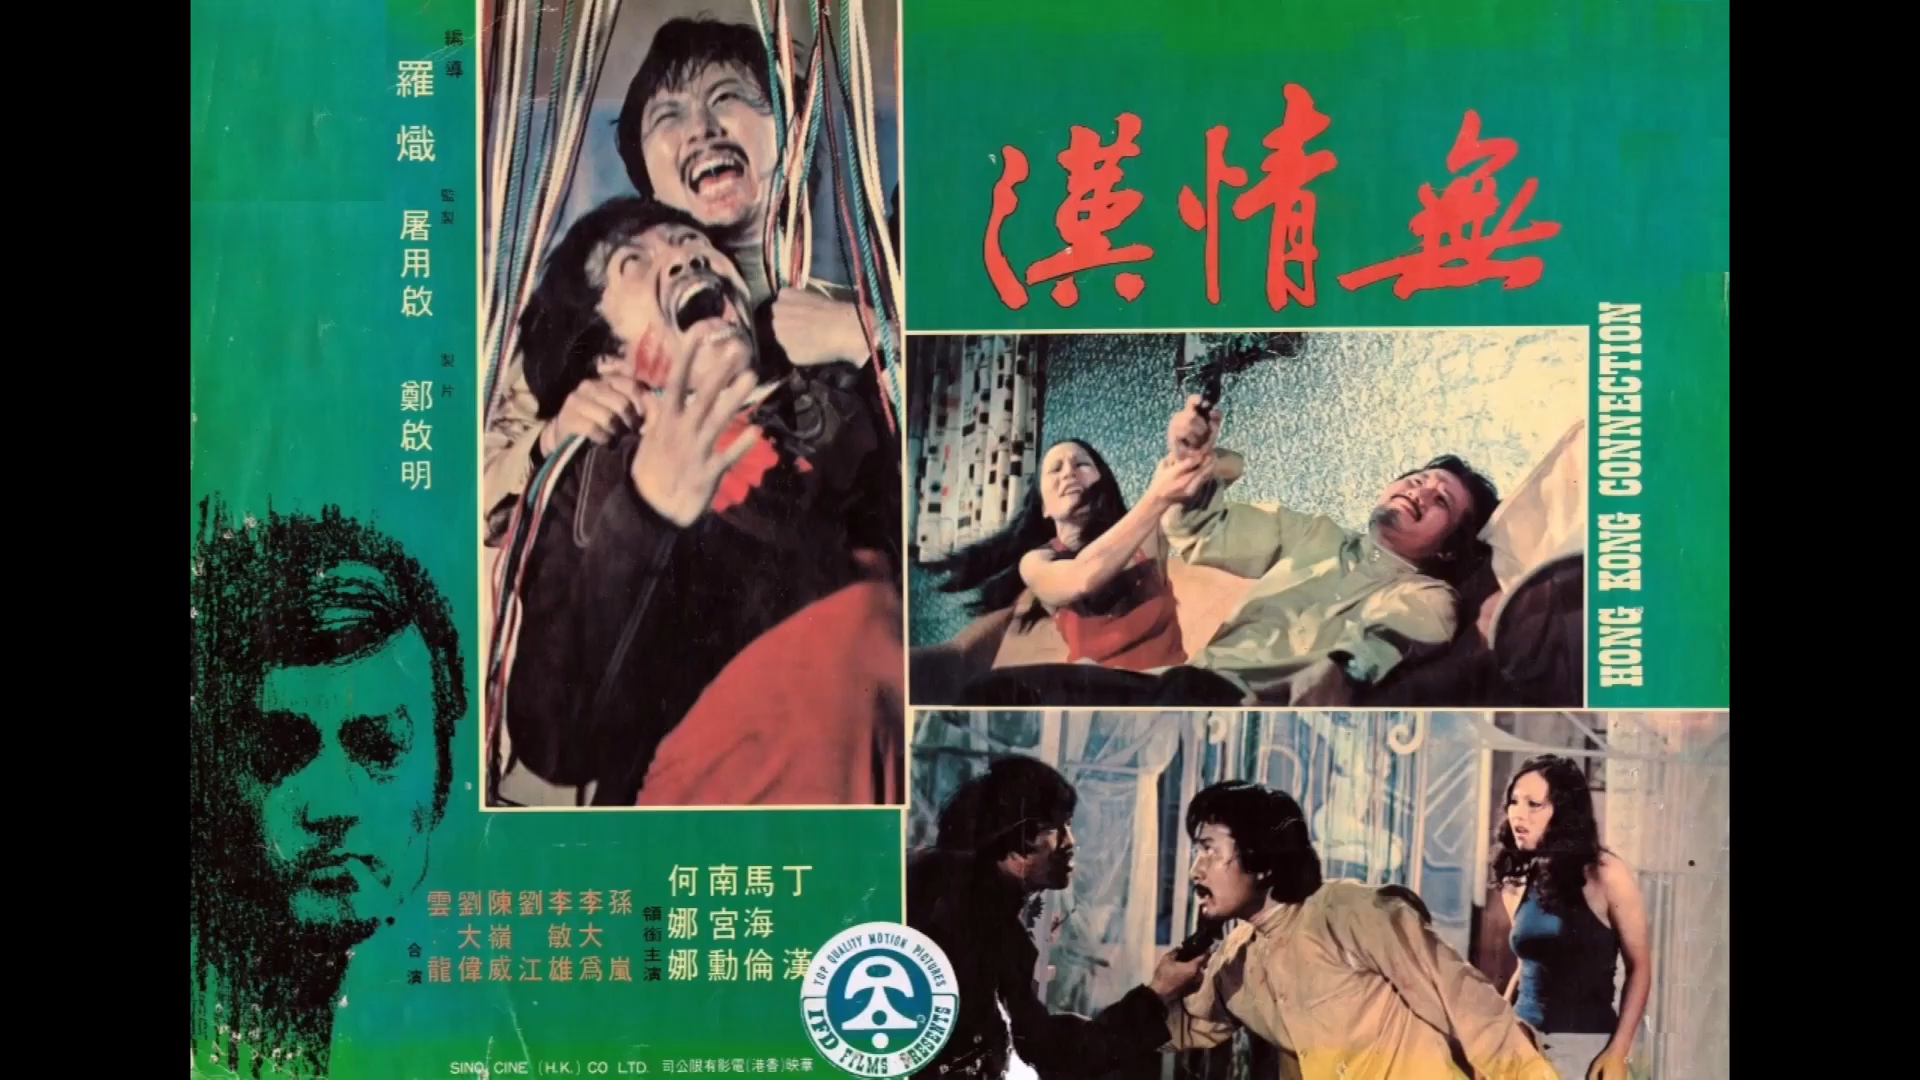 無情漢
HONG KONG CONNECTION
編導
羅熾
監製
屠用啟
製片
鄭啟明
領銜主演
丁漢
馬海倫
南宮勳
何娜娜
合演
孫嵐
李大爲
李敏雄
劉江
陳嶺威
劉大偉
雲龍
TOP QUALITY MOTION PICTURES
IFD FILMS PRESENTS
SINO CINE (H.K.) CO LTD. 司公限有影電(港香)映華